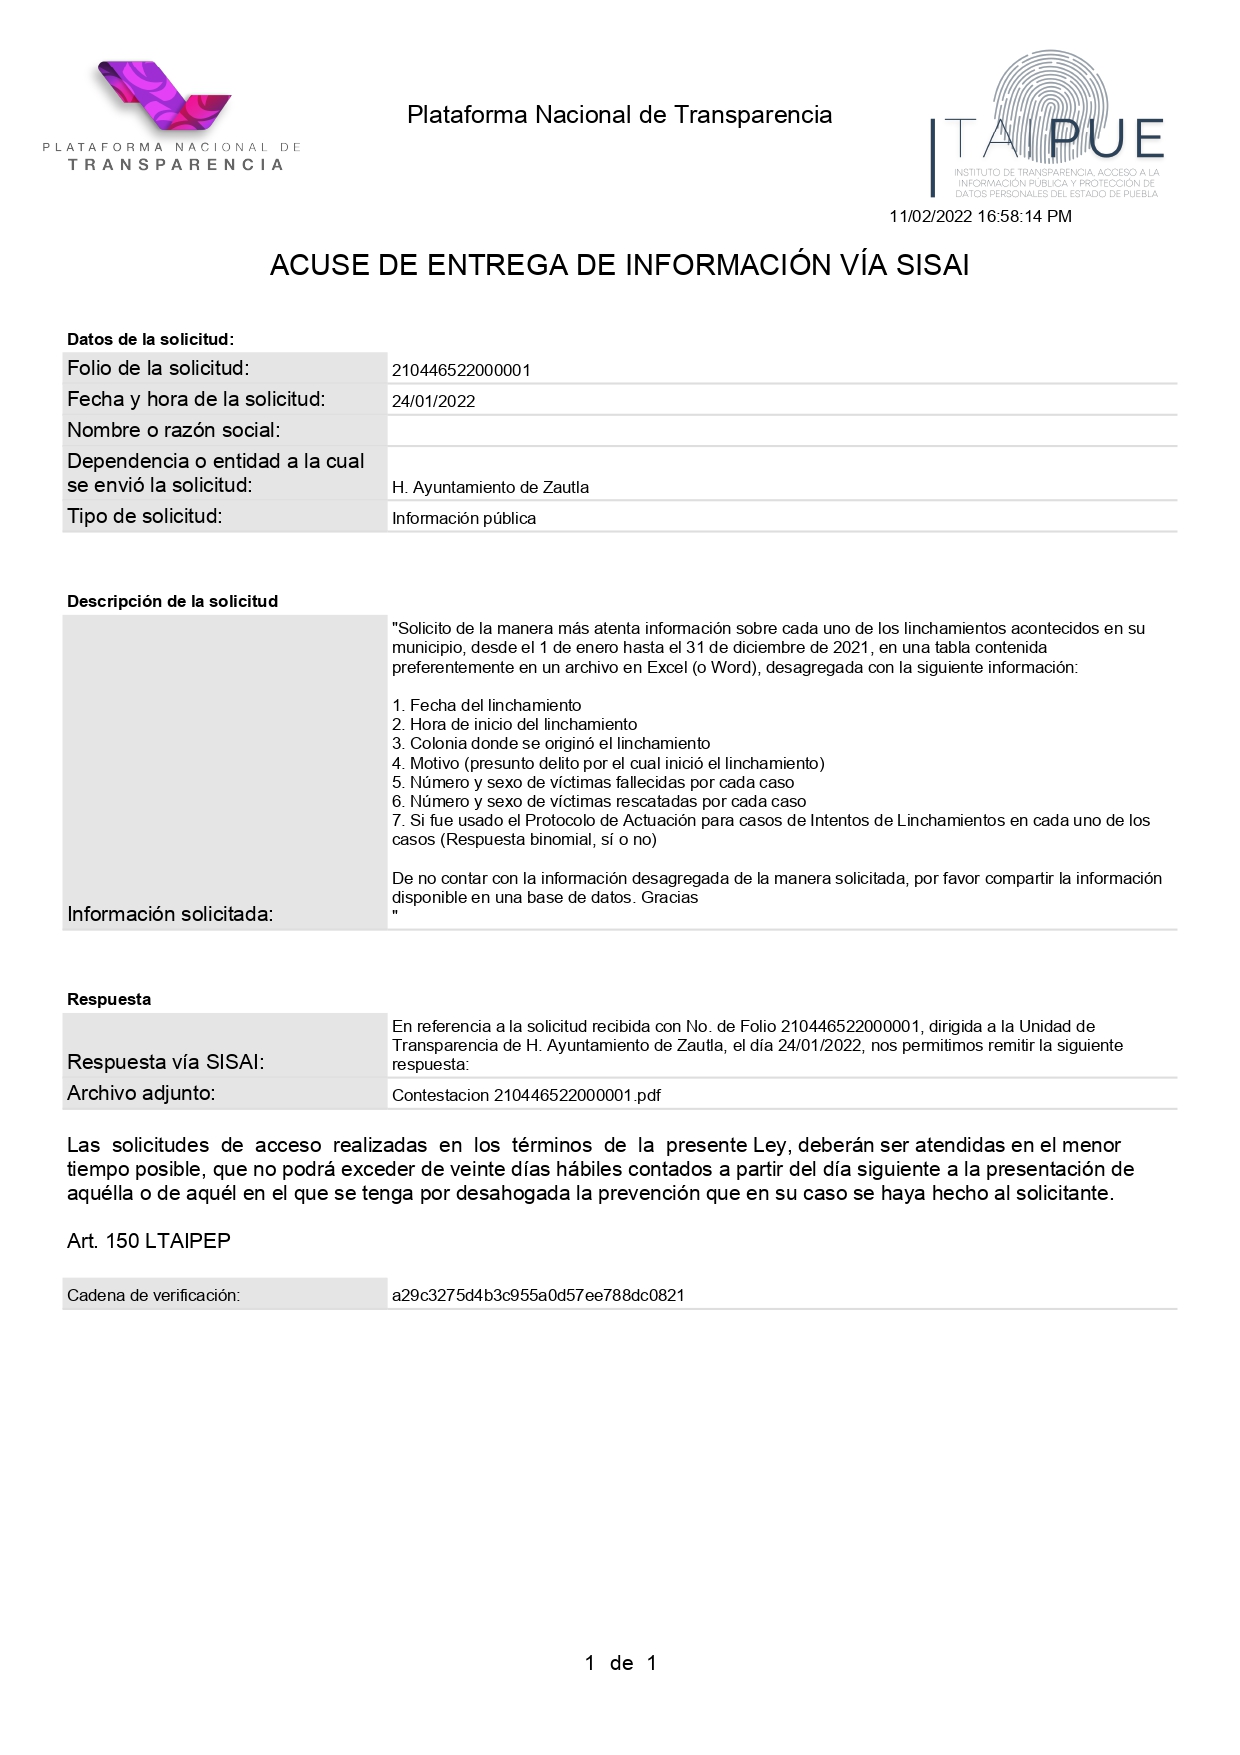 PLATAFORMA NACIONAL DE
TRANSPARENCIA
Plataforma Nacional de Transparencia
ITAIPUE
INSTITUTO DE TRANSPARENCIA, ACCESO A LA
INFORMACIÓN PÚBLICA Y PROTECCIÓN DE
DATOS PERSONALES DEL ESTADO DE PUEBLA
11/02/2022 16:58:14 PM
ACUSE DE ENTREGA DE INFORMACIÓN VÍA SISAI
Datos de la solicitud:
Folio de la solicitud: 210446522000001
Fecha y hora de la solicitud: 24/01/2022
Nombre o razón social:
Dependencia o entidad a la cual
se envió la solicitud: H. Ayuntamiento de Zautla
Tipo de solicitud: Información pública
Descripción de la solicitud
"Solicito de la manera más atenta información sobre cada uno de los linchamientos acontecidos en su
municipio, desde el 1 de enero hasta el 31 de diciembre de 2021, en una tabla contenida
preferentemente en un archivo en Excel (o Word), desagregada con la siguiente información:
1. Fecha del linchamiento
2. Hora de inicio del linchamiento
3. Colonia donde se originó el linchamiento
4. Motivo (presunto delito por el cual inició el linchamiento)
5. Número y sexo de víctimas fallecidas por cada caso
6. Número y sexo de víctimas rescatadas por cada caso
7. Si fue usado el Protocolo de Actuación para casos de Intentos de Linchamientos en cada uno de los
casos (Respuesta binomial, sí o no)
De no contar con la información desagregada de la manera solicitada, por favor compartir la información
disponible en una base de datos. Gracias
Información solicitada: "
Respuesta
En referencia a la solicitud recibida con No. de Folio 210446522000001, dirigida a la Unidad de
Transparencia de H. Ayuntamiento de Zautla, el día 24/01/2022, nos permitimos remitir la siguiente
Respuesta vía SISAI: respuesta:
Archivo adjunto: Contestacion 210446522000001.pdf
Las solicitudes de acceso realizadas en los términos de la presente Ley, deberán ser atendidas en el menor
tiempo posible, que no podrá exceder de veinte días hábiles contados a partir del día siguiente a la presentación de
aquélla o de aquél en el que se tenga por desahogada la prevención que en su caso se haya hecho al solicitante.
Art. 150 LTAIPEP
Cadena de verificación: a29c3275d4b3c955a0d57ee788dc0821
1 de 1